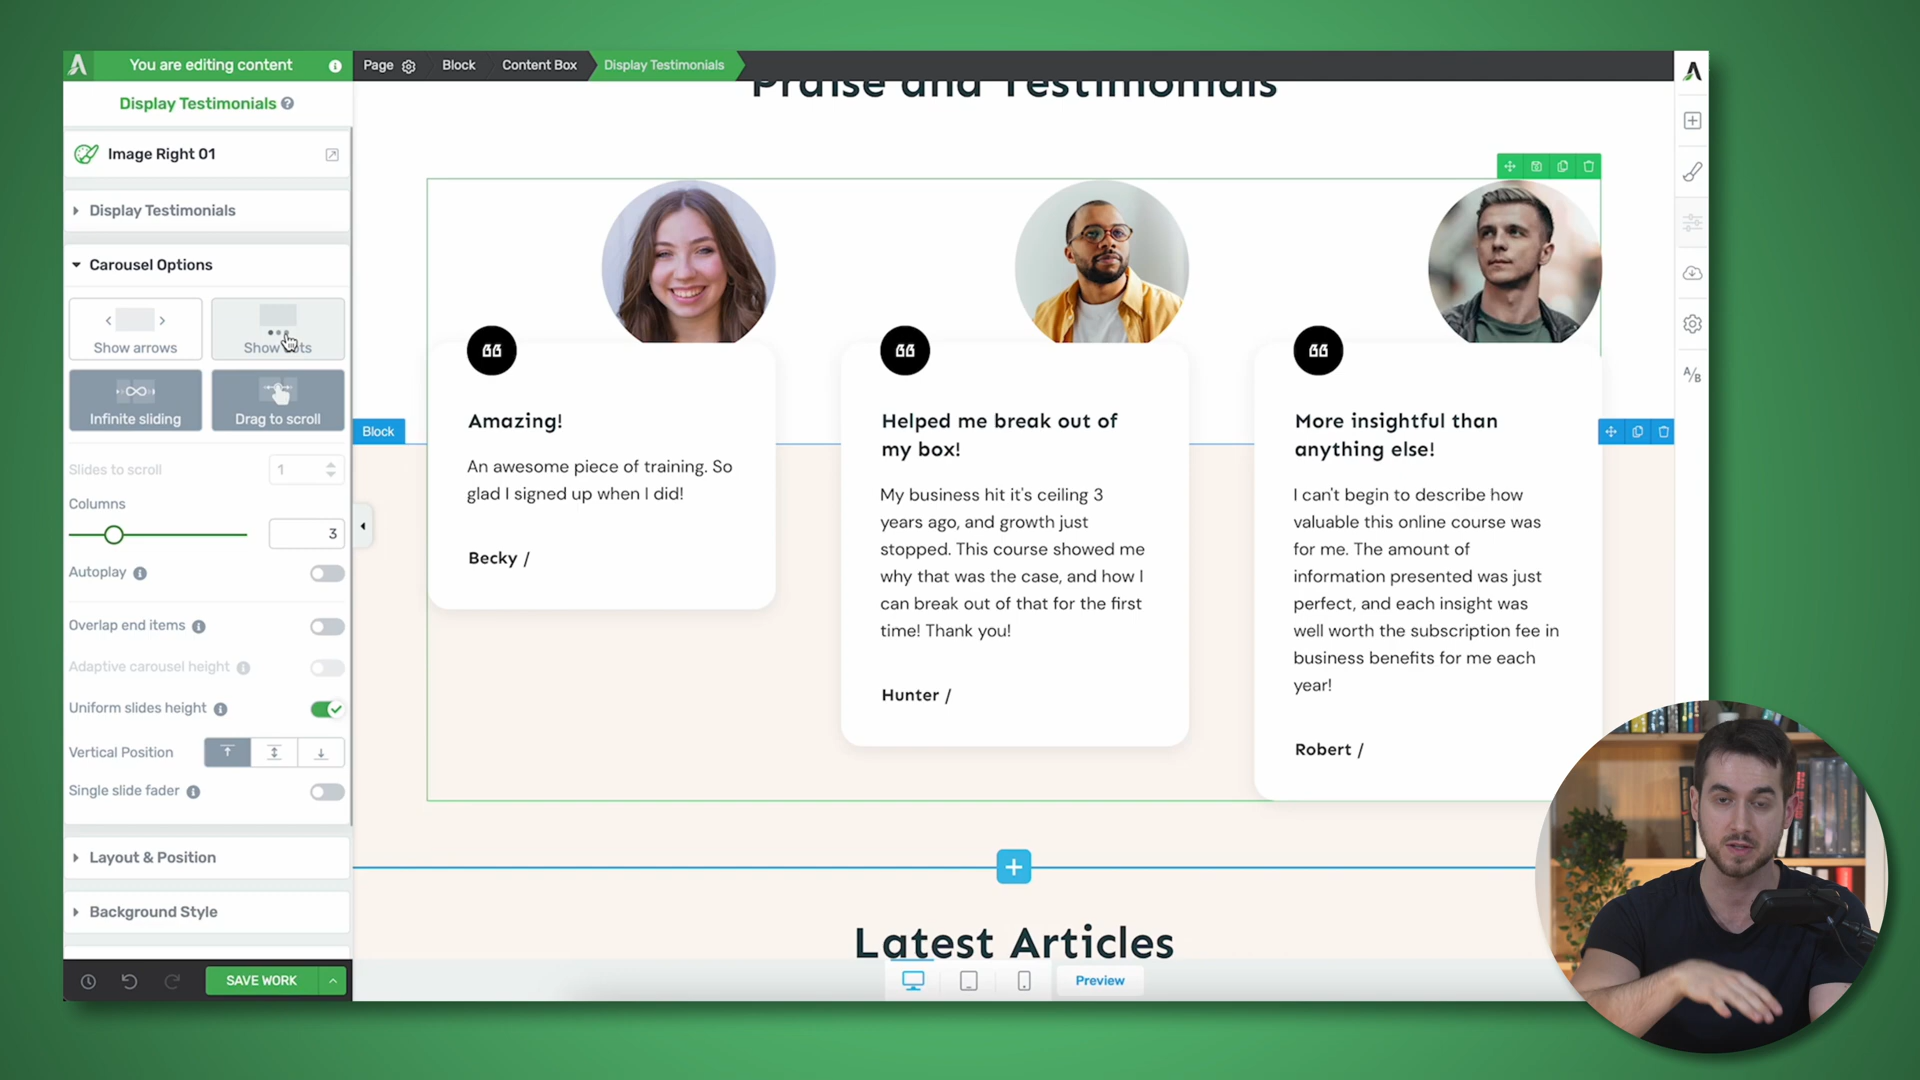 You are editing content
Page
Block
Content Box
Display Testimonials
Display Testimonials
Image Right 01
Display Testimonials
Carousel Options
Show arrows
Infinite sliding
Drag to scroll
Slides to scroll 1
Columns
3
Autoplay
Overlap end items
Adaptive carousel height
Uniform slides height
Vertical Position
Single slide fader
Layout & Position
Background Style
SAVE WORK
Praise and Testimonials
Block
Amazing!
An awesome piece of training. So
glad I signed up when I did!
Becky /
Helped me break out of
my box!
My business hit it's ceiling 3
years ago, and growth just
stopped. This course showed me
why that was the case, and how I
can break out of that for the first
time! Thank you!
Hunter /
More insightful than
anything else!
I can't begin to describe how
valuable this online course was
for me. The amount of
information presented was just
perfect, and each insight was
well worth the subscription fee in
business benefits for me each
year!
Robert /
Latest Articles
Preview
A/B